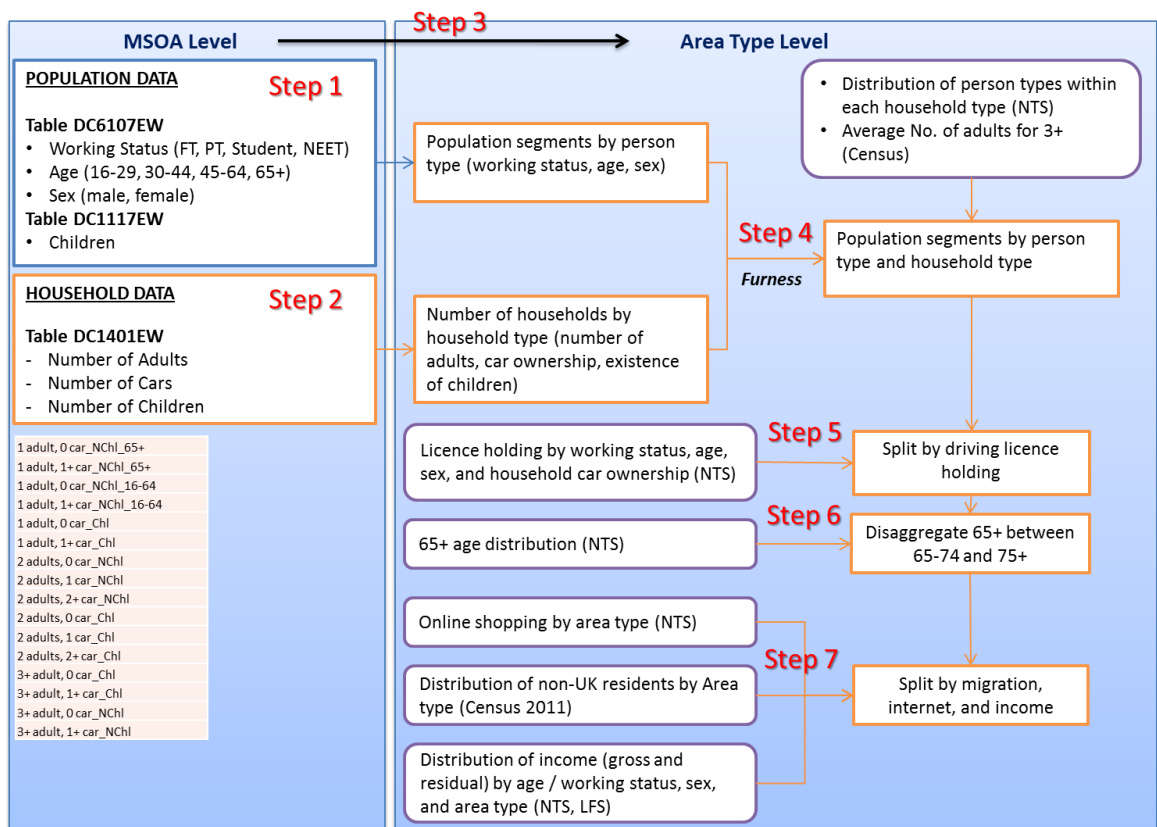 MSOA Level
Step 3
Area Type Level
POPULATION DATA
Step 1
Table DC6107EW
• Working Status (FT, PT, Student, NEET)
• Age (16-29, 30-44, 45-64, 65+)
• Sex (male, female)
Table DC1117EW
• Children
HOUSEHOLD DATA
Step 2
Table DC1401EW
- Number of Adults
- Number of Cars
- Number of Children
1 adult, 0 car_NChl_65+
1 adult, 1+ car_NChl_65+
1 adult, 0 car_NChl_16-64
1 adult, 1+ car_NChl_16-64
1 adult, 0 car_Chl
1 adult, 1+ car_Chl
2 adults, 0 car_NChl
2 adults, 1 car_NChl
2 adults, 2+ car_NChl
2 adults, 0 car_Chl
2 adults, 1 car_Chl
2 adults, 2+ car_Chl
3+ adult, 0 car_Chl
3+ adult, 1+ car_Chl
3+ adult, 0 car_NChl
3+ adult, 1+ car_NChl
Population segments by person
type (working status, age, sex)
Number of households by
household type (number of
adults, car ownership, existence
of children)
• Distribution of person types within
each household type (NTS)
• Average No. of adults for 3+
(Census)
Step 4
Furness
Population segments by person
type and household type
Licence holding by working status, age,
sex, and household car ownership (NTS)
Step 5
Split by driving licence
holding
65+ age distribution (NTS)
Step 6
Disaggregate 65+ between
65-74 and 75+
Online shopping by area type (NTS)
Distribution of non-UK residents by Area
type (Census 2011)
Distribution of income (gross and
residual) by age / working status, sex,
and area type (NTS, LFS)
Step 7
Split by migration,
internet, and income